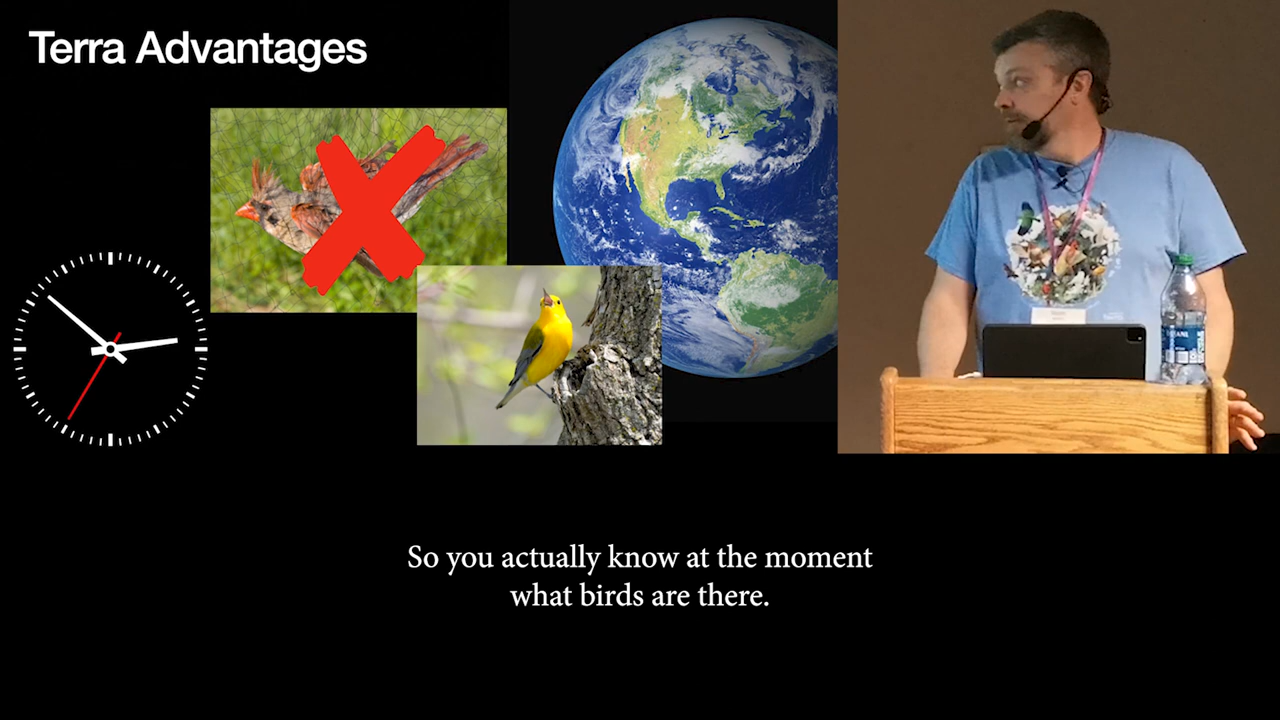 Terra Advantages
So you actually know at the moment
what birds are there.